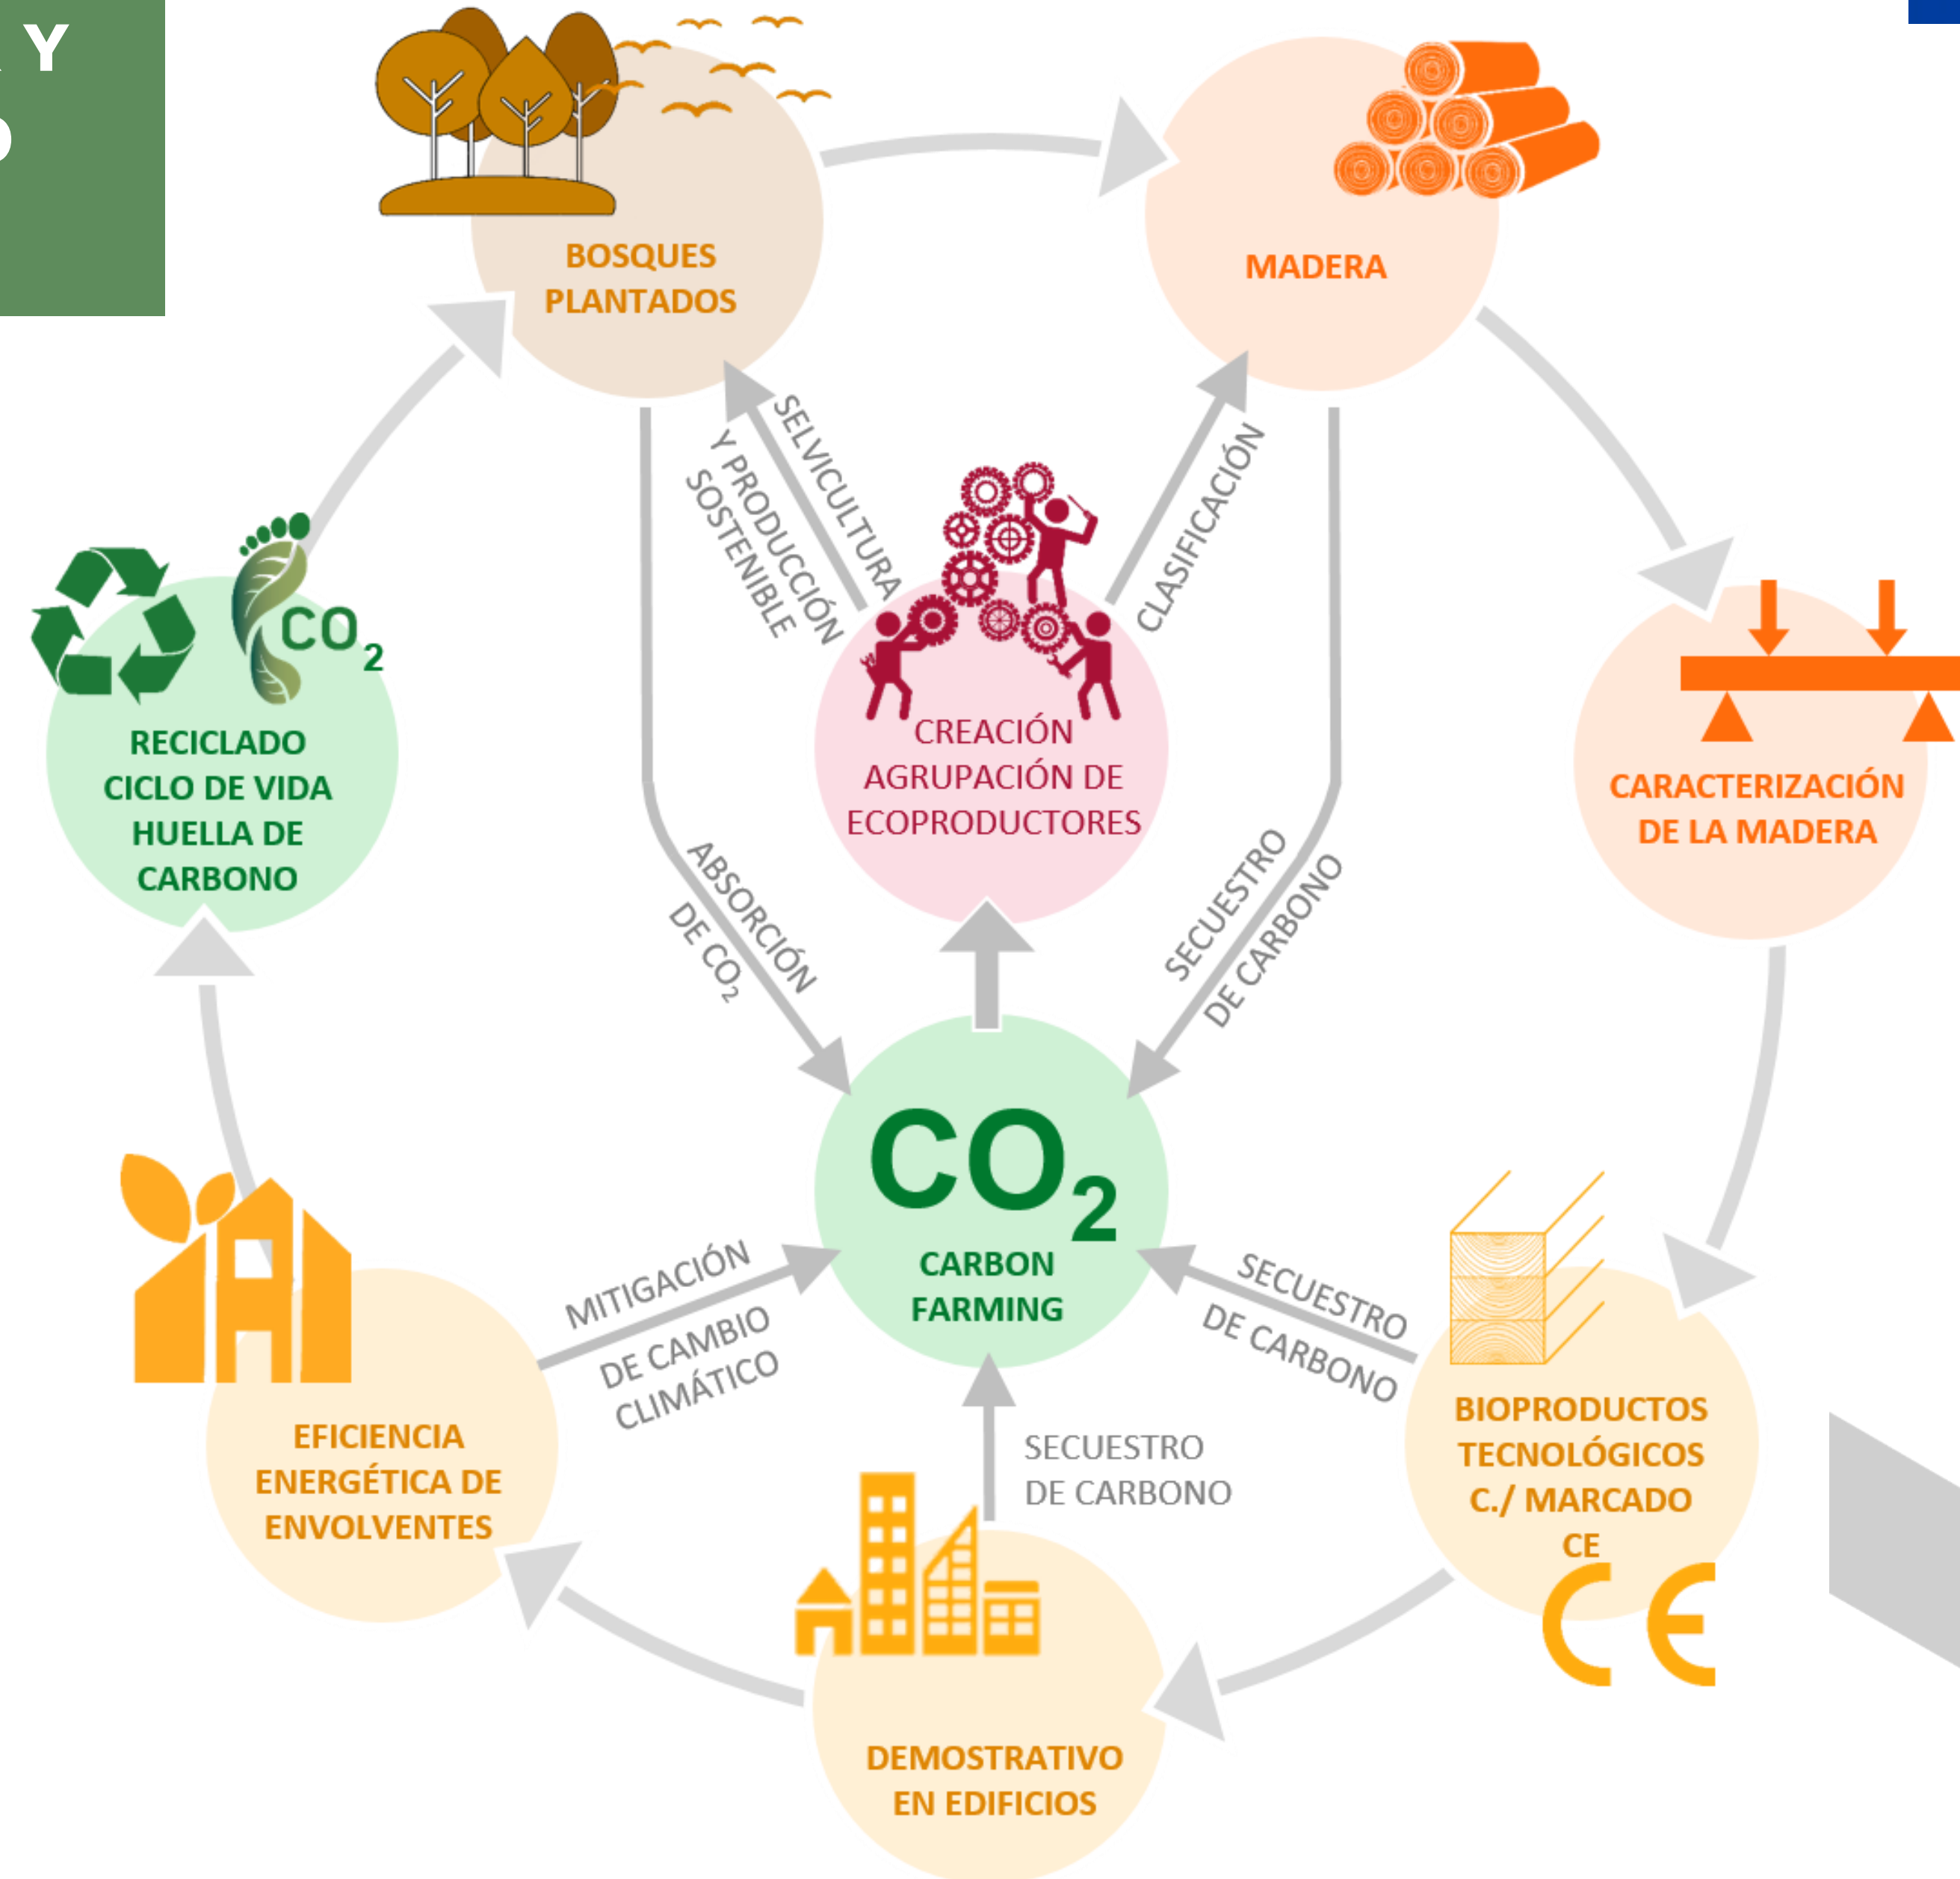 Y
BOSQUES
PLANTADOS
MADERA
SELVICULTURA
Y PRODUCCIÓN
SOSTENIBLE
CLASIFICACIÓN
CO2
RECICLADO
CICLO DE VIDA
HUELLA DE
CARBONO
CREACIÓN
AGRUPACIÓN DE
ECOPRODUCTORES
CARACTERIZACIÓN
DE LA MADERA
ABSORCIÓN
DE CO2
SECUESTRO
DE CARBONO
CO2
CARBON
FARMING
MITIGACIÓN
DE CAMBIO
CLIMÁTICO
SECUESTRO
DE CARBONO
EFICIENCIA
ENERGÉTICA DE
ENVOLVENTES
SECUESTRO
DE CARBONO
BIOPRODUCTOS
TECNOLÓGICOS
C./ MARCADO
CE
CE
DEMOSTRATIVO
EN EDIFICIOS